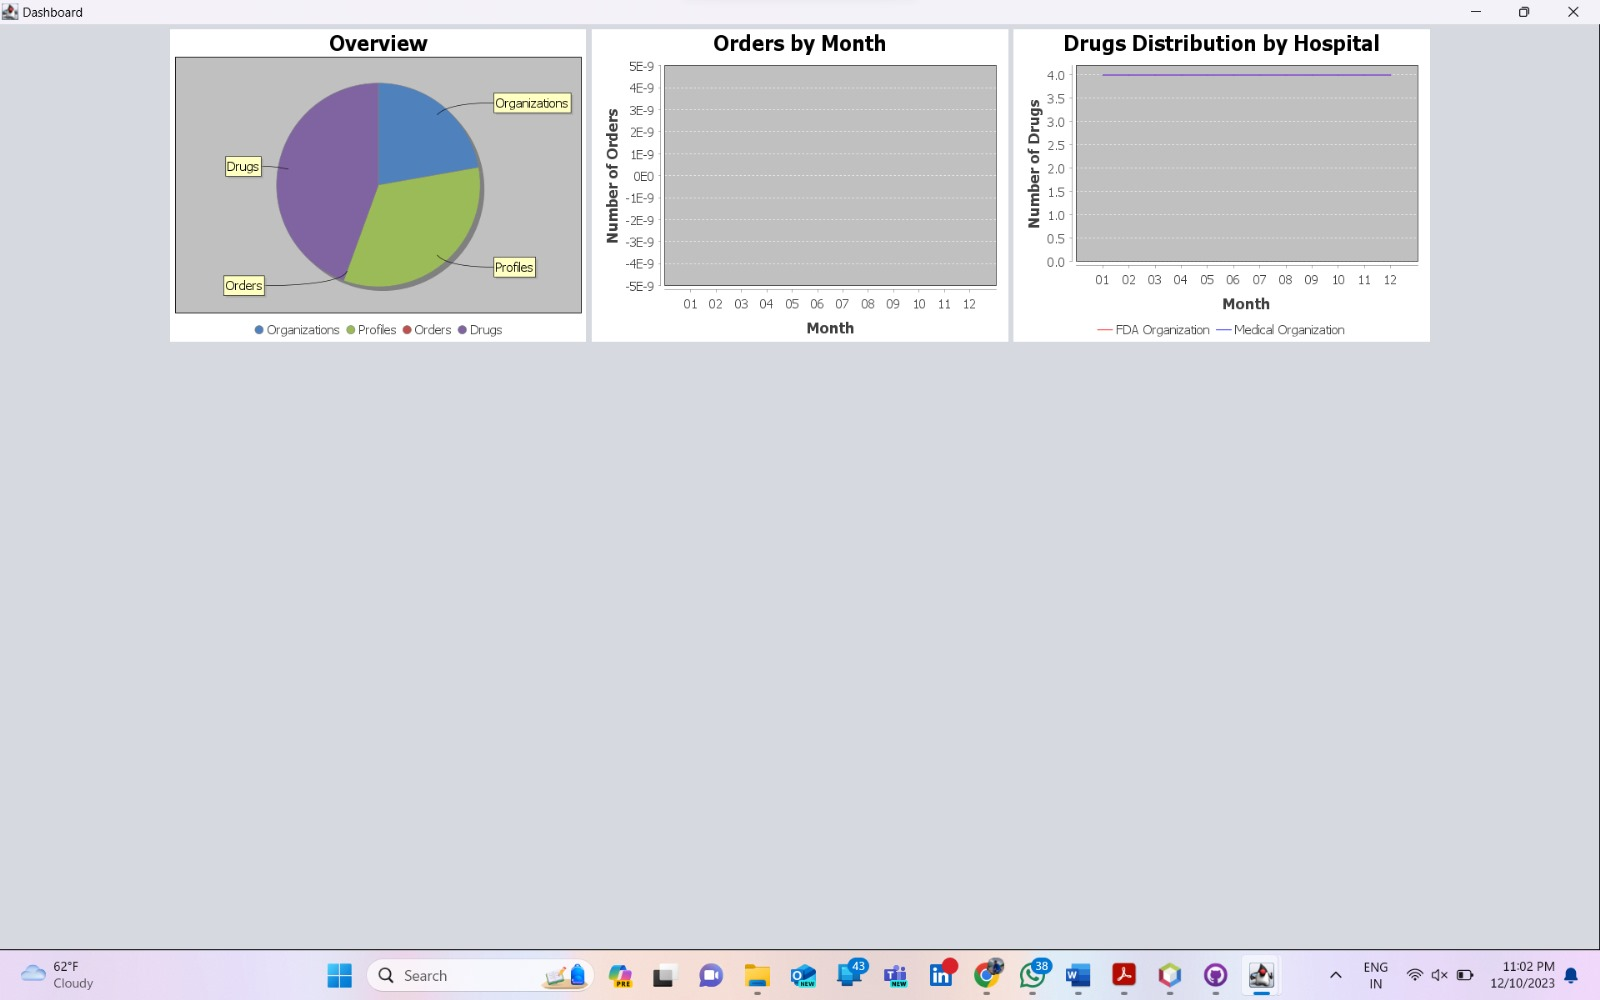 Dashboard
Overview
Organizations
Drugs
Profiles
Orders
Organizations Profiles Orders Drugs
Orders by Month
Number of Orders
5E-9
4E-9
3E-9
2E-9
1E-9
0E0
-1E-9
-2E-9
-3E-9
-4E-9
-5E-9
01 02 03 04 05 06 07 08 09 10 11 12
Month
Drugs Distribution by Hospital
Number of Drugs
4.0
3.5
3.0
2.5
2.0
1.5
1.0
0.5
0.0
01 02 03 04 05 06 07 08 09 10 11 12
Month
FDA Organization Medical Organization
62°F
Cloudy
Search
PRE
NEW
43
NEW
38
ENG
IN
11:02 PM
12/10/2023